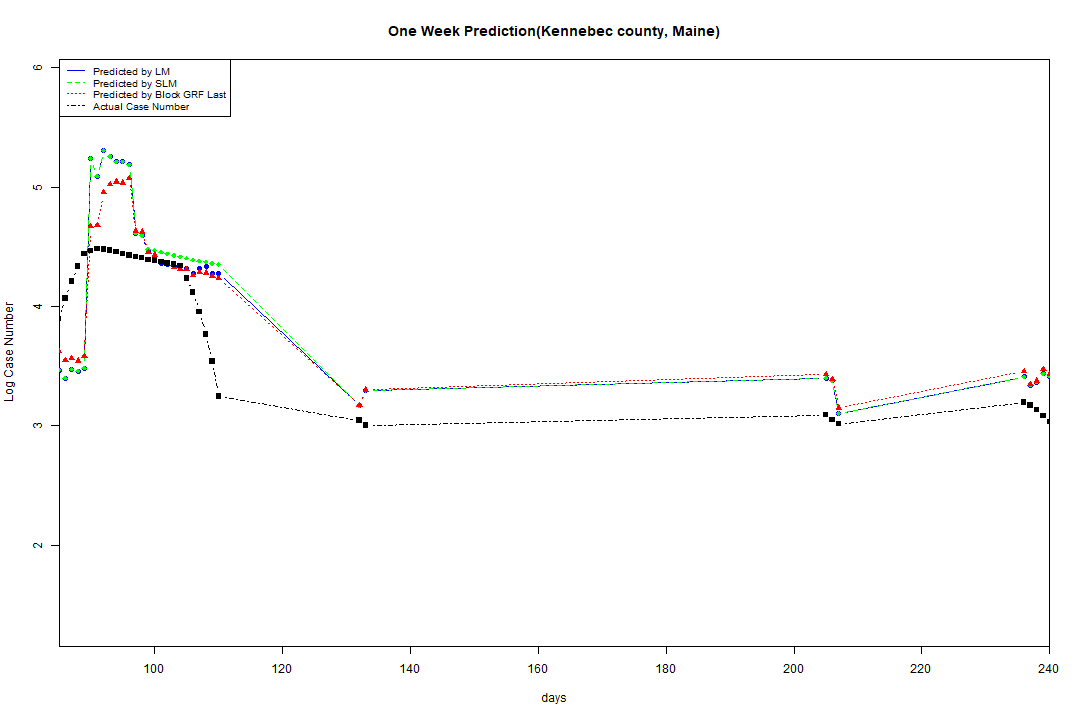 One Week Prediction(Kennebec county, Maine)
Predicted by LM
Predicted by SLM
Predicted by Block GRF Last
Actual Case Number
6
5
4
3
2
Log Case Number
100 120 140 160 180 200 220 240
days